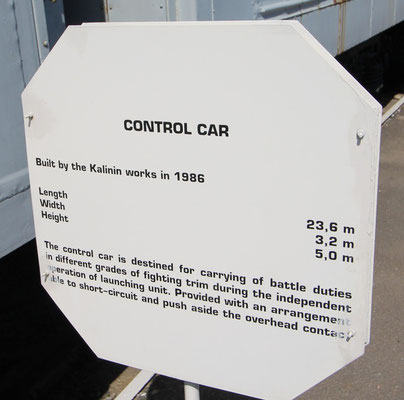 CONTROL CAR
Built by the Kalinin works in 1986
Length 23,6 m
Width 3,2 m
Height 5,0 m
The control car is destined for carrying of battle duties
in different grades of fighting trim during the independent
operation of launching unit. Provided with an arrangement
able to short-circuit and push aside the overhead contact